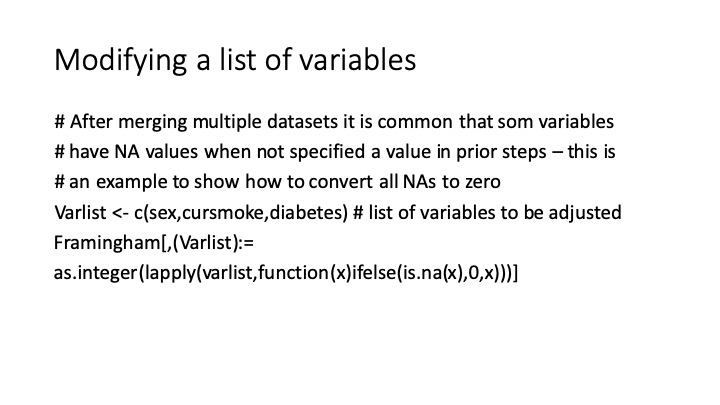 Modifying a list of variables
# After merging multiple datasets it is common that som variables
# have NA values when not specified a value in prior steps – this is
# an example to show how to convert all NAs to zero
Varlist <- c(sex,cursmoke,diabetes) # list of variables to be adjusted
Framingham[,(Varlist):=
as.integer(lapply(varlist,function(x)ifelse(is.na(x),0,x)))]